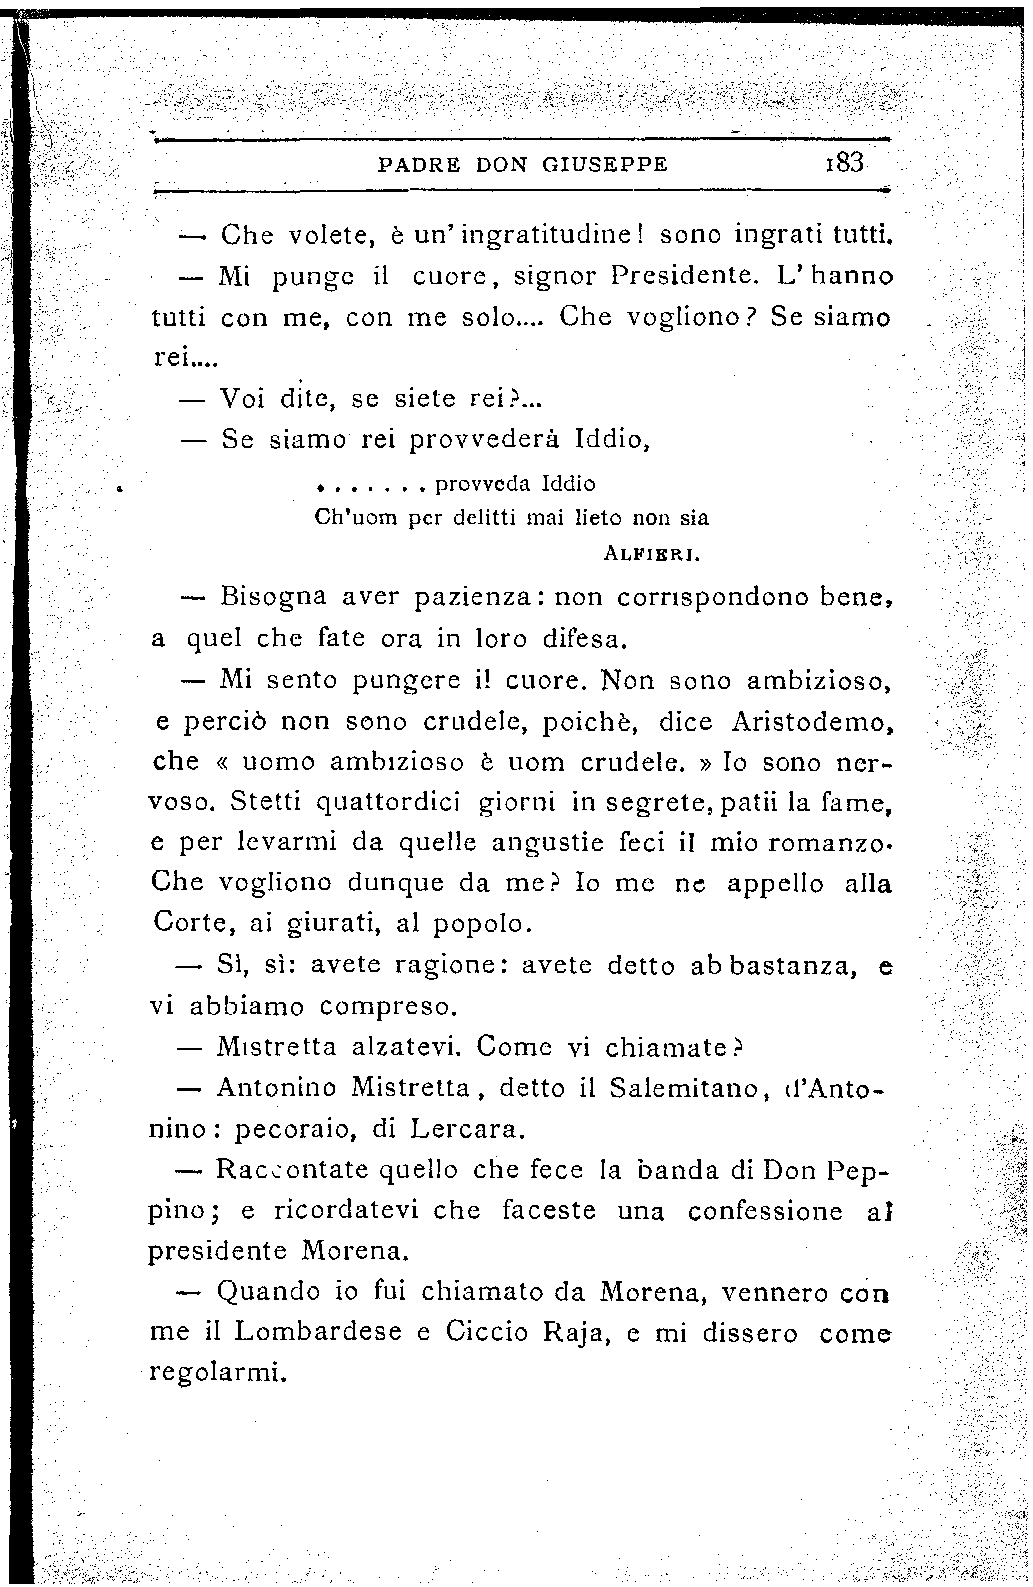 PADRE DON GIUSEPPE 183
— Che volete, è un' ingratitudine! sono ingrati tutti.
— Mi punge il cuore, signor Presidente. L' hanno
tutti con me, con me solo.... Che vogliono? Se siamo
rei....
— Voi dite, se siete rei?...
— Se siamo rei provvederà Iddio,
. . . . . . . . provveda Iddio
Ch'uom per delitti mai lieto non sia
ALFIERI.
— Bisogna aver pazienza: non corrispondono bene,
a quel che fate ora in loro difesa.
— Mi sento pungere il cuore. Non sono ambizioso,
e perciò non sono crudele, poichè, dice Aristodemo,
che « uomo ambizioso è uom crudele. » Io sono ner-
voso. Stetti quattordici giorni in segrete, patii la fame,
e per levarmi da quelle angustie feci il mio romanzo.
Che vogliono dunque da me? Io me ne appello alla
Corte, ai giurati, al popolo.
— Sì, sì: avete ragione: avete detto abbastanza, e
vi abbiamo compreso.
— Mistretta alzatevi. Come vi chiamate?
— Antonino Mistretta, detto il Salemitano, d'Anto-
nino: pecoraio, di Lercara.
— Raccontate quello che fece la banda di Don Pep-
pino; e ricordatevi che faceste una confessione al
presidente Morena.
— Quando io fui chiamato da Morena, vennero con
me il Lombardese e Ciccio Raja, e mi dissero come
regolarmi.